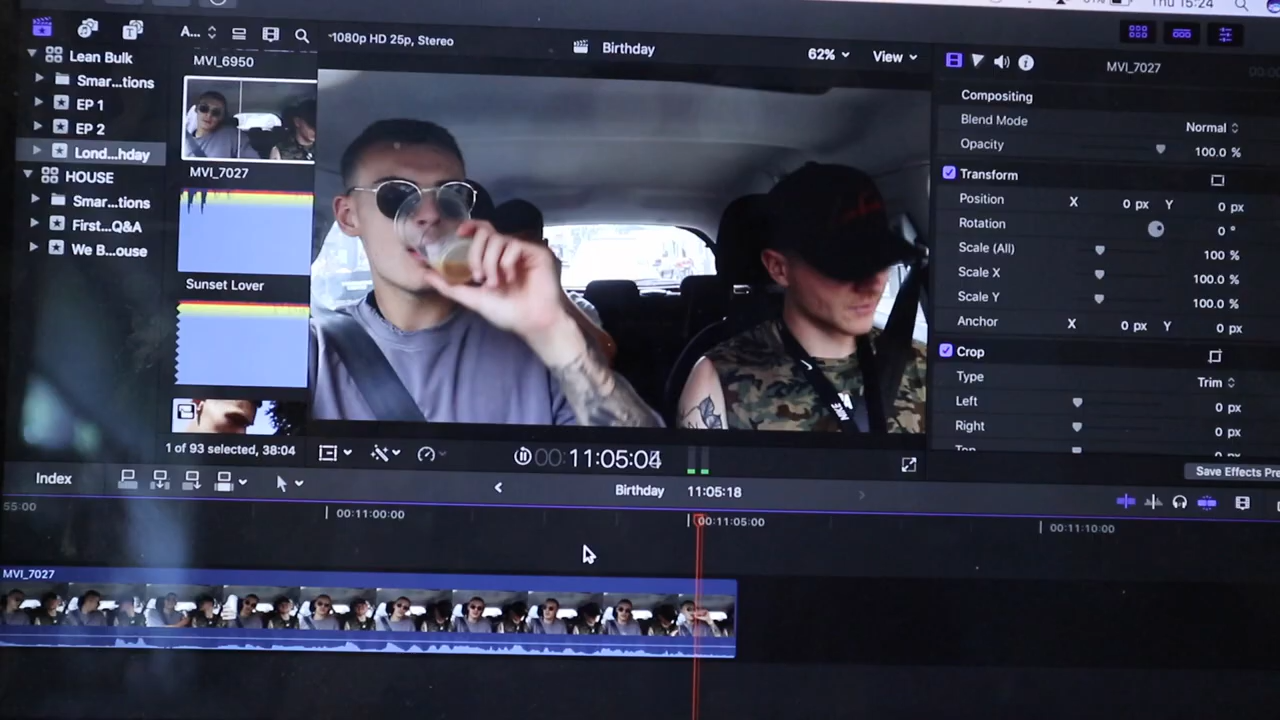 Thu 15:24
A...
1080p HD 25p, Stereo
Birthday
62%
View
MVI_7027
Lean Bulk
Smar...tions
EP 1
EP 2
Lond...hday
HOUSE
Smar...tions
First...Q&A
We B...ouse
MVI_6950
MVI_7027
Sunset Lover
1 of 93 selected, 38:04
NIKE
Compositing
Blend Mode Normal
Opacity 100.0 %
Transform
Position X 0 px Y 0 px
Rotation 0 °
Scale (All) 100 %
Scale X 100.0 %
Scale Y 100.0 %
Anchor X 0 px Y 0 px
Crop
Type Trim
Left 0 px
Right 0 px
Save Effects Pre
00:11:05:04
Index
Birthday 11:05:18
55:00
00:11:00:00
00:11:05:00
00:11:10:00
MVI_7027